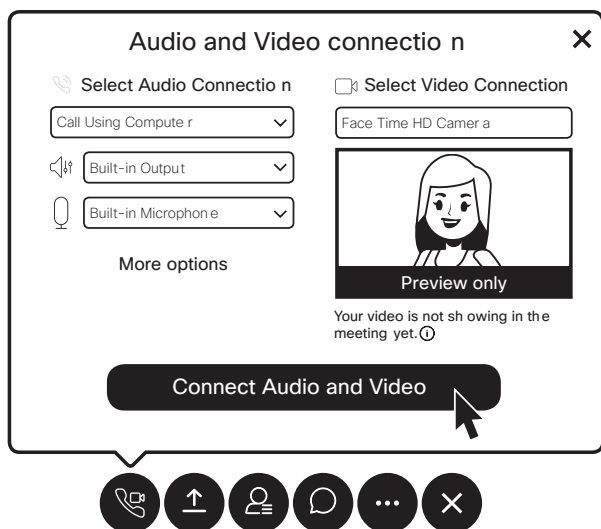 Audio and Video connectio n
Select Audio Connectio n
Call Using Compute r
Built-in Output
Built-in Microphon e
More options
Select Video Connection
Face Time HD Camer a
Preview only
Your video is not sh owing in th e
meeting yet.
Connect Audio and Video